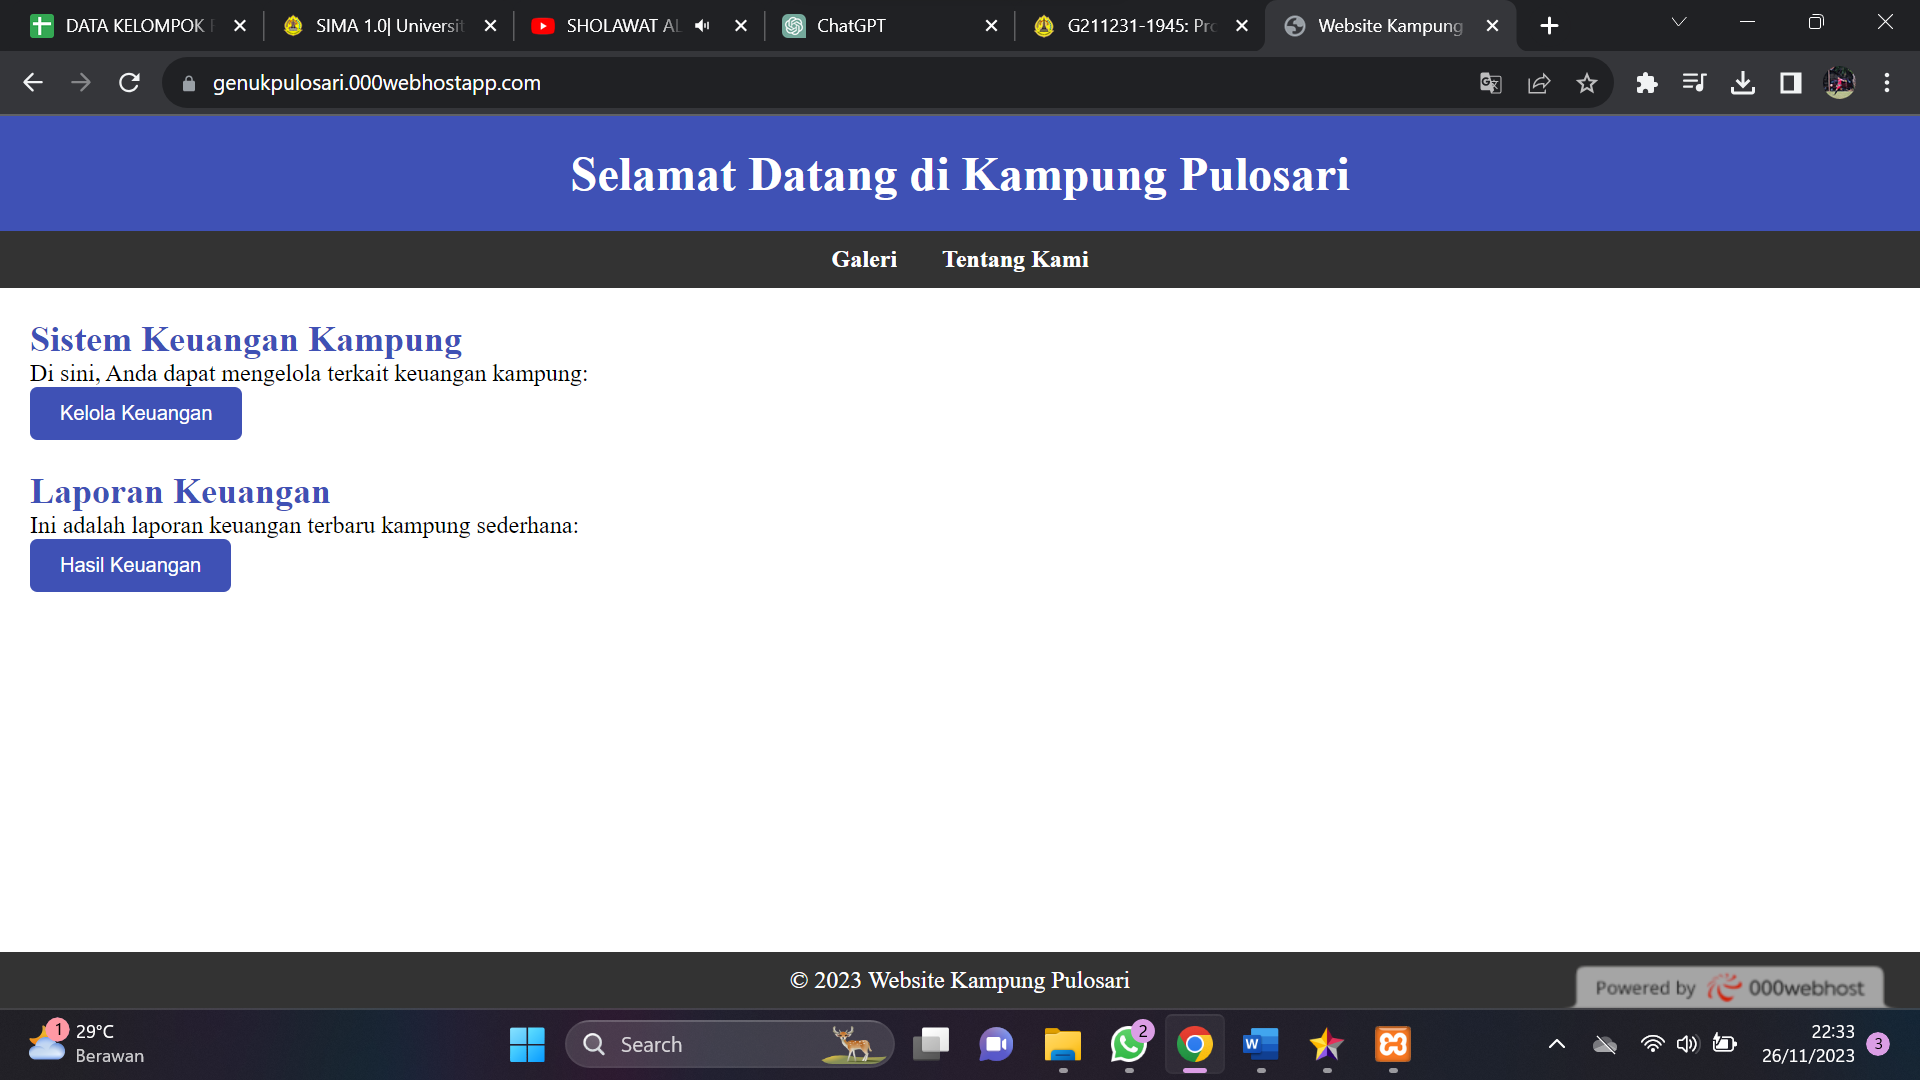 DATA KELOMPOK
SIMA 1.0| Universit
SHOLAWAT AL
ChatGPT
G211231-1945: Pro
Website Kampung
genukpulosari.000webhostapp.com
Selamat Datang di Kampung Pulosari
Galeri Tentang Kami
Sistem Keuangan Kampung
Di sini, Anda dapat mengelola terkait keuangan kampung:
Kelola Keuangan
Laporan Keuangan
Ini adalah laporan keuangan terbaru kampung sederhana:
Hasil Keuangan
© 2023 Website Kampung Pulosari
Powered by 000webhost
1
29°C
Berawan
Search
2
22:33
26/11/2023
3